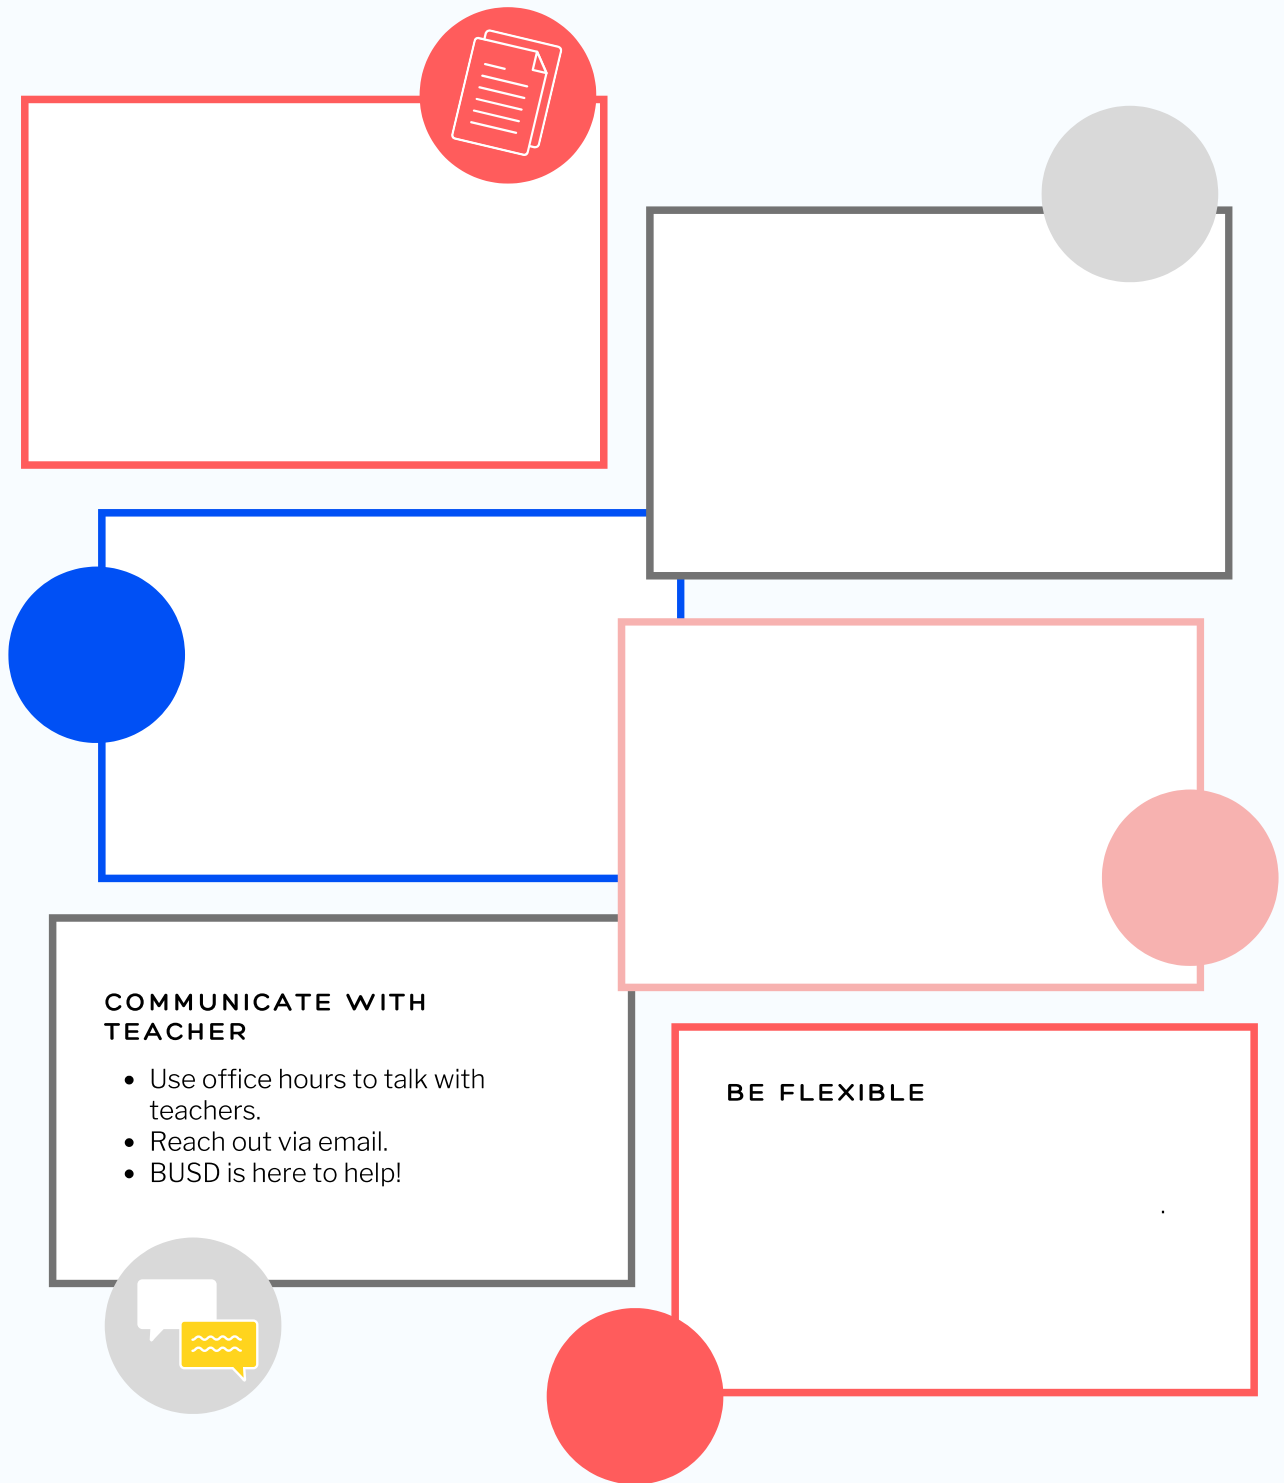 COMMUNICATE WITH
TEACHER
• Use office hours to talk with
teachers.
• Reach out via email.
• BUSD is here to help!
BE FLEXIBLE
.